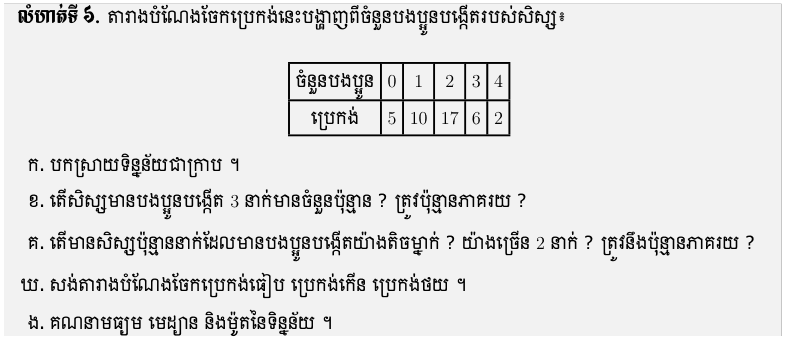 លំហាត់ទី ៦. តារាងបំណែងចែកប្រេកង់នេះបង្ហាញពីចំនួនបងប្អូនបង្កើតរបស់សិស្ស៖
ចំនួនបងប្អូន 0 1 2 3 4
ប្រេកង់ 5 10 17 6 2
ក. បកស្រាយទិន្នន័យជាក្រាប ។
ខ. តើសិស្សមានបងប្អូនបង្កើត 3 នាក់មានចំនួនប៉ុន្មាន ? ត្រូវប៉ុន្មានភាគរយ ?
គ. តើមានសិស្សប៉ុន្មាននាក់ដែលមានបងប្អូនបង្កើតយ៉ាងតិចម្នាក់ ? យ៉ាងច្រើន 2 នាក់ ? ត្រូវនឹងប៉ុន្មានភាគរយ ?
ឃ. សង់តារាងបំណែងចែកប្រេកង់ធៀប ប្រេកង់កើន ប្រេកង់ថយ ។
ង. គណនាមធ្យម មេដ្យាន និងម៉ូតនៃទិន្នន័យ ។